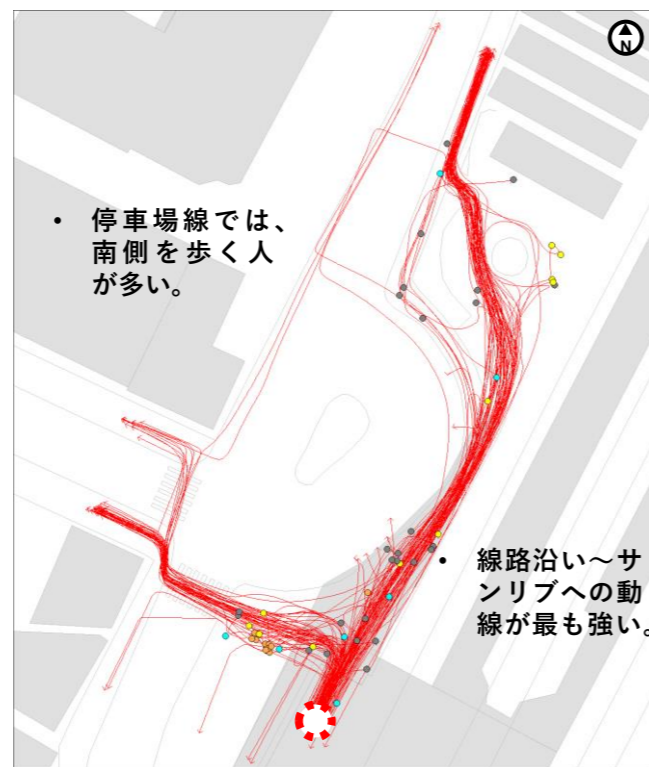 N
• 停車場線では、
南側を歩く人
が多い。
• 線路沿い～サ
ンリブへの動
線が最も強い。